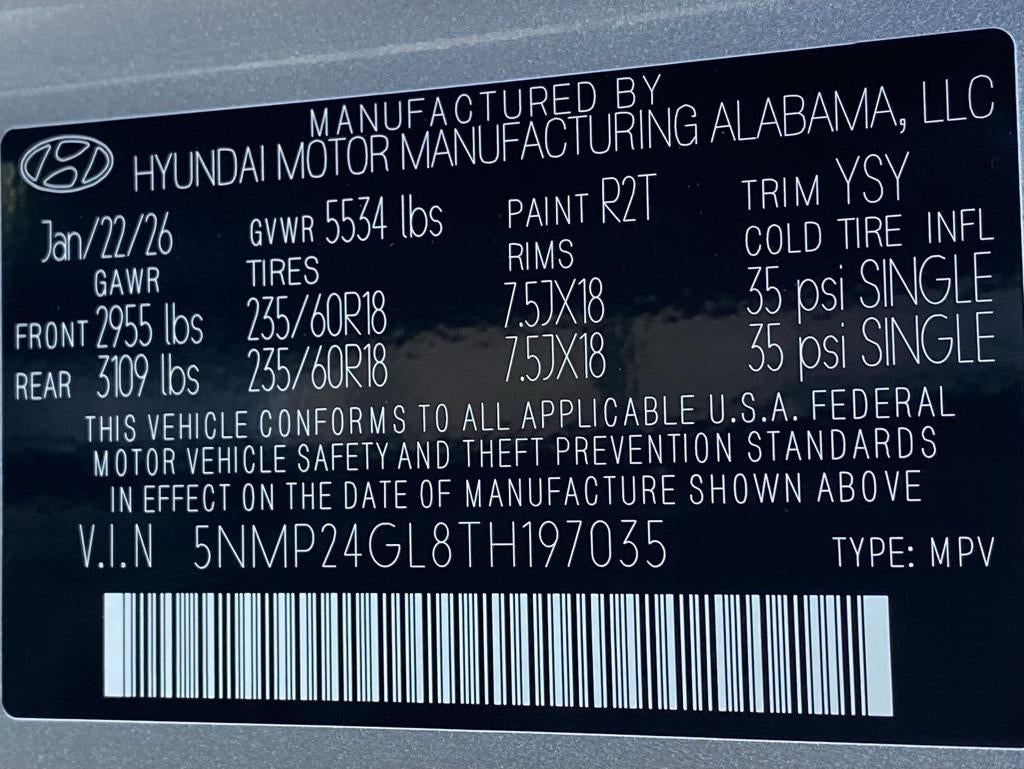 MANUFACTURED BY
HYUNDAI MOTOR MANUFACTURING ALABAMA, LLC
Jan/22/26 GVWR 5534 lbs PAINT R2T TRIM YSY
GAWR TIRES RIMS COLD TIRE INFL
FRONT 2955 lbs 235/60R18 7.5JX18 35 psi SINGLE
REAR 3109 lbs 235/60R18 7.5JX18 35 psi SINGLE
THIS VEHICLE CONFORMS TO ALL APPLICABLE U.S.A. FEDERAL
MOTOR VEHICLE SAFETY AND THEFT PREVENTION STANDARDS
IN EFFECT ON THE DATE OF MANUFACTURE SHOWN ABOVE
V.I.N 5NMP24GL8TH197035 TYPE: MPV